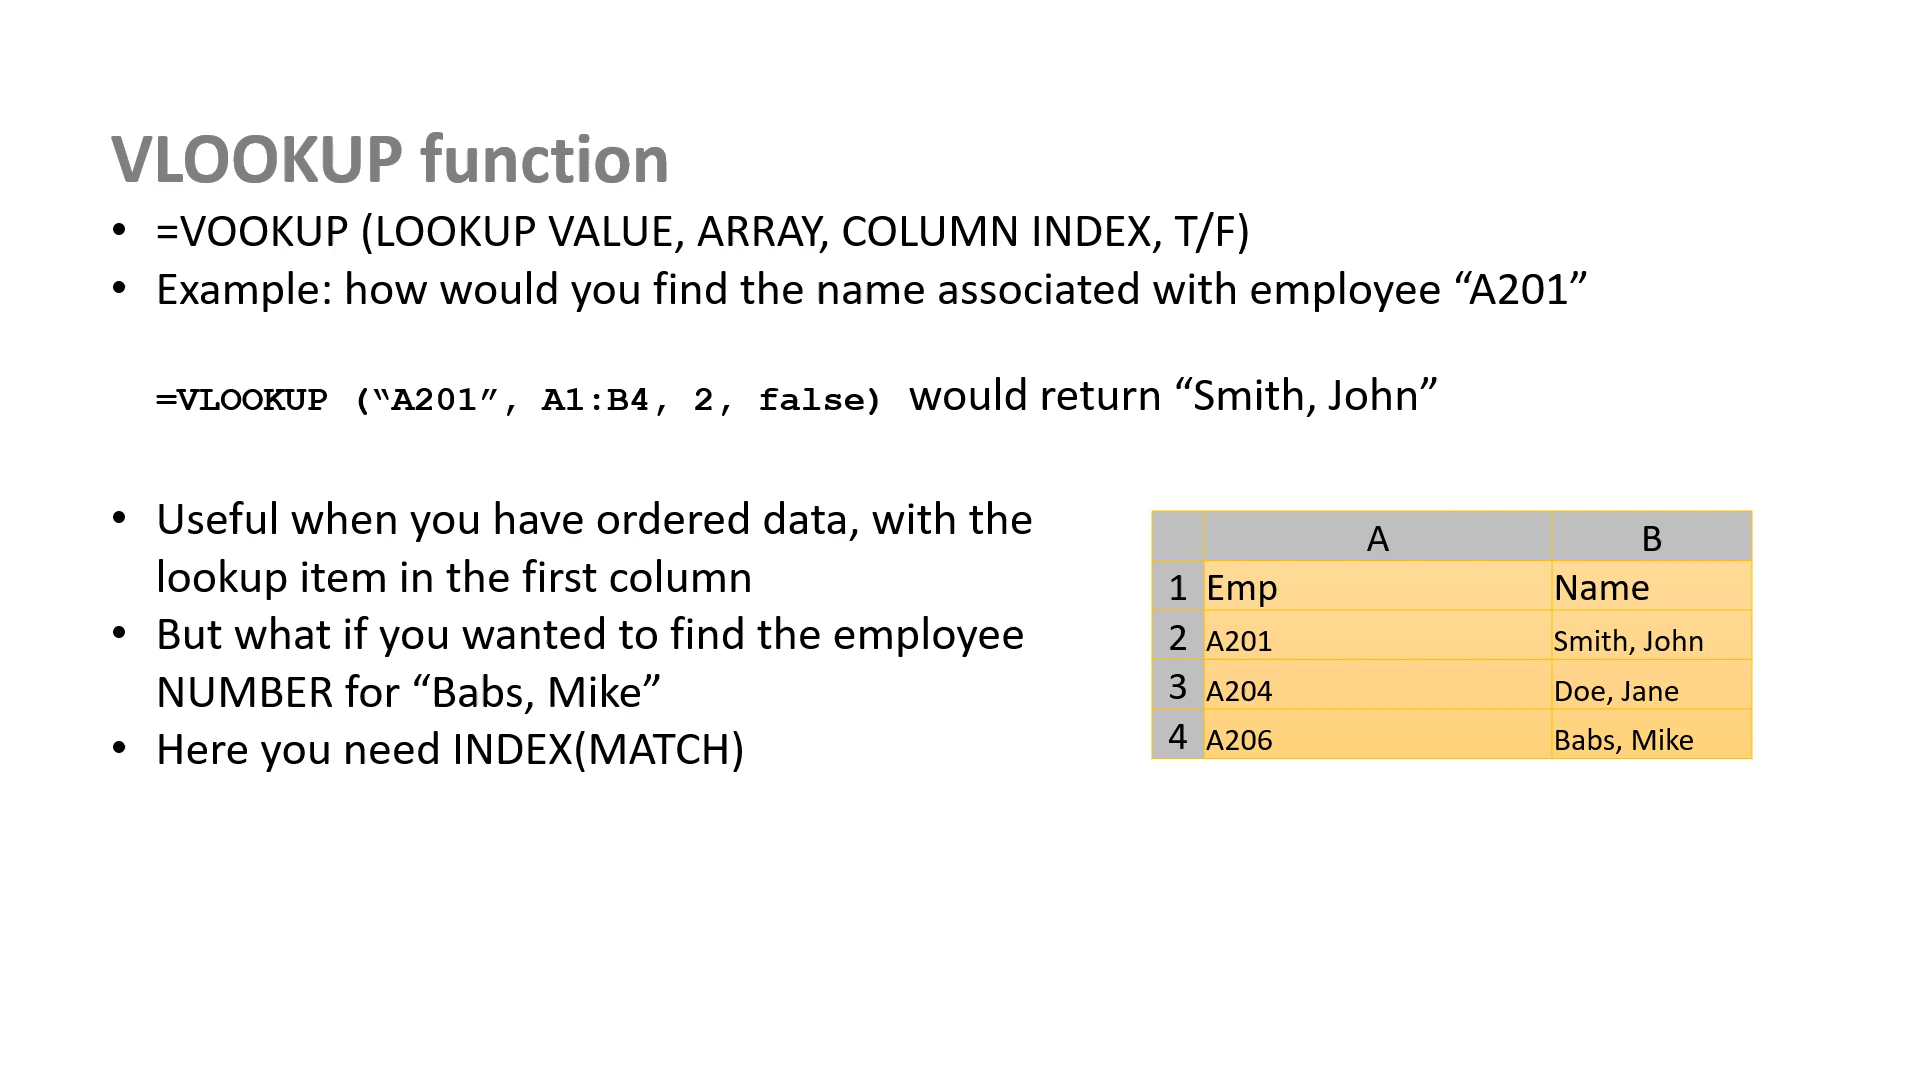 VLOOKUP function
• =VOOKUP (LOOKUP VALUE, ARRAY, COLUMN INDEX, T/F)
• Example: how would you find the name associated with employee “A201”
=VLOOKUP (“A201”, A1:B4, 2, false) would return “Smith, John”
• Useful when you have ordered data, with the
lookup item in the first column
• But what if you wanted to find the employee
NUMBER for “Babs, Mike”
• Here you need INDEX(MATCH)
A B
1 Emp Name
2 A201 Smith, John
3 A204 Doe, Jane
4 A206 Babs, Mike